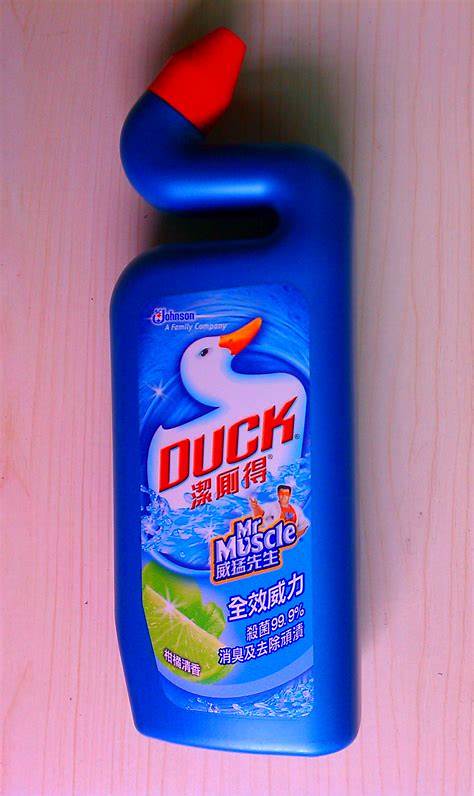 Johnson
A Family Company
DUCK®
潔廁得®
Mr
Muscle
威猛先生
全效威力
殺菌99.9%
消臭及去除頑漬
柑橘清香